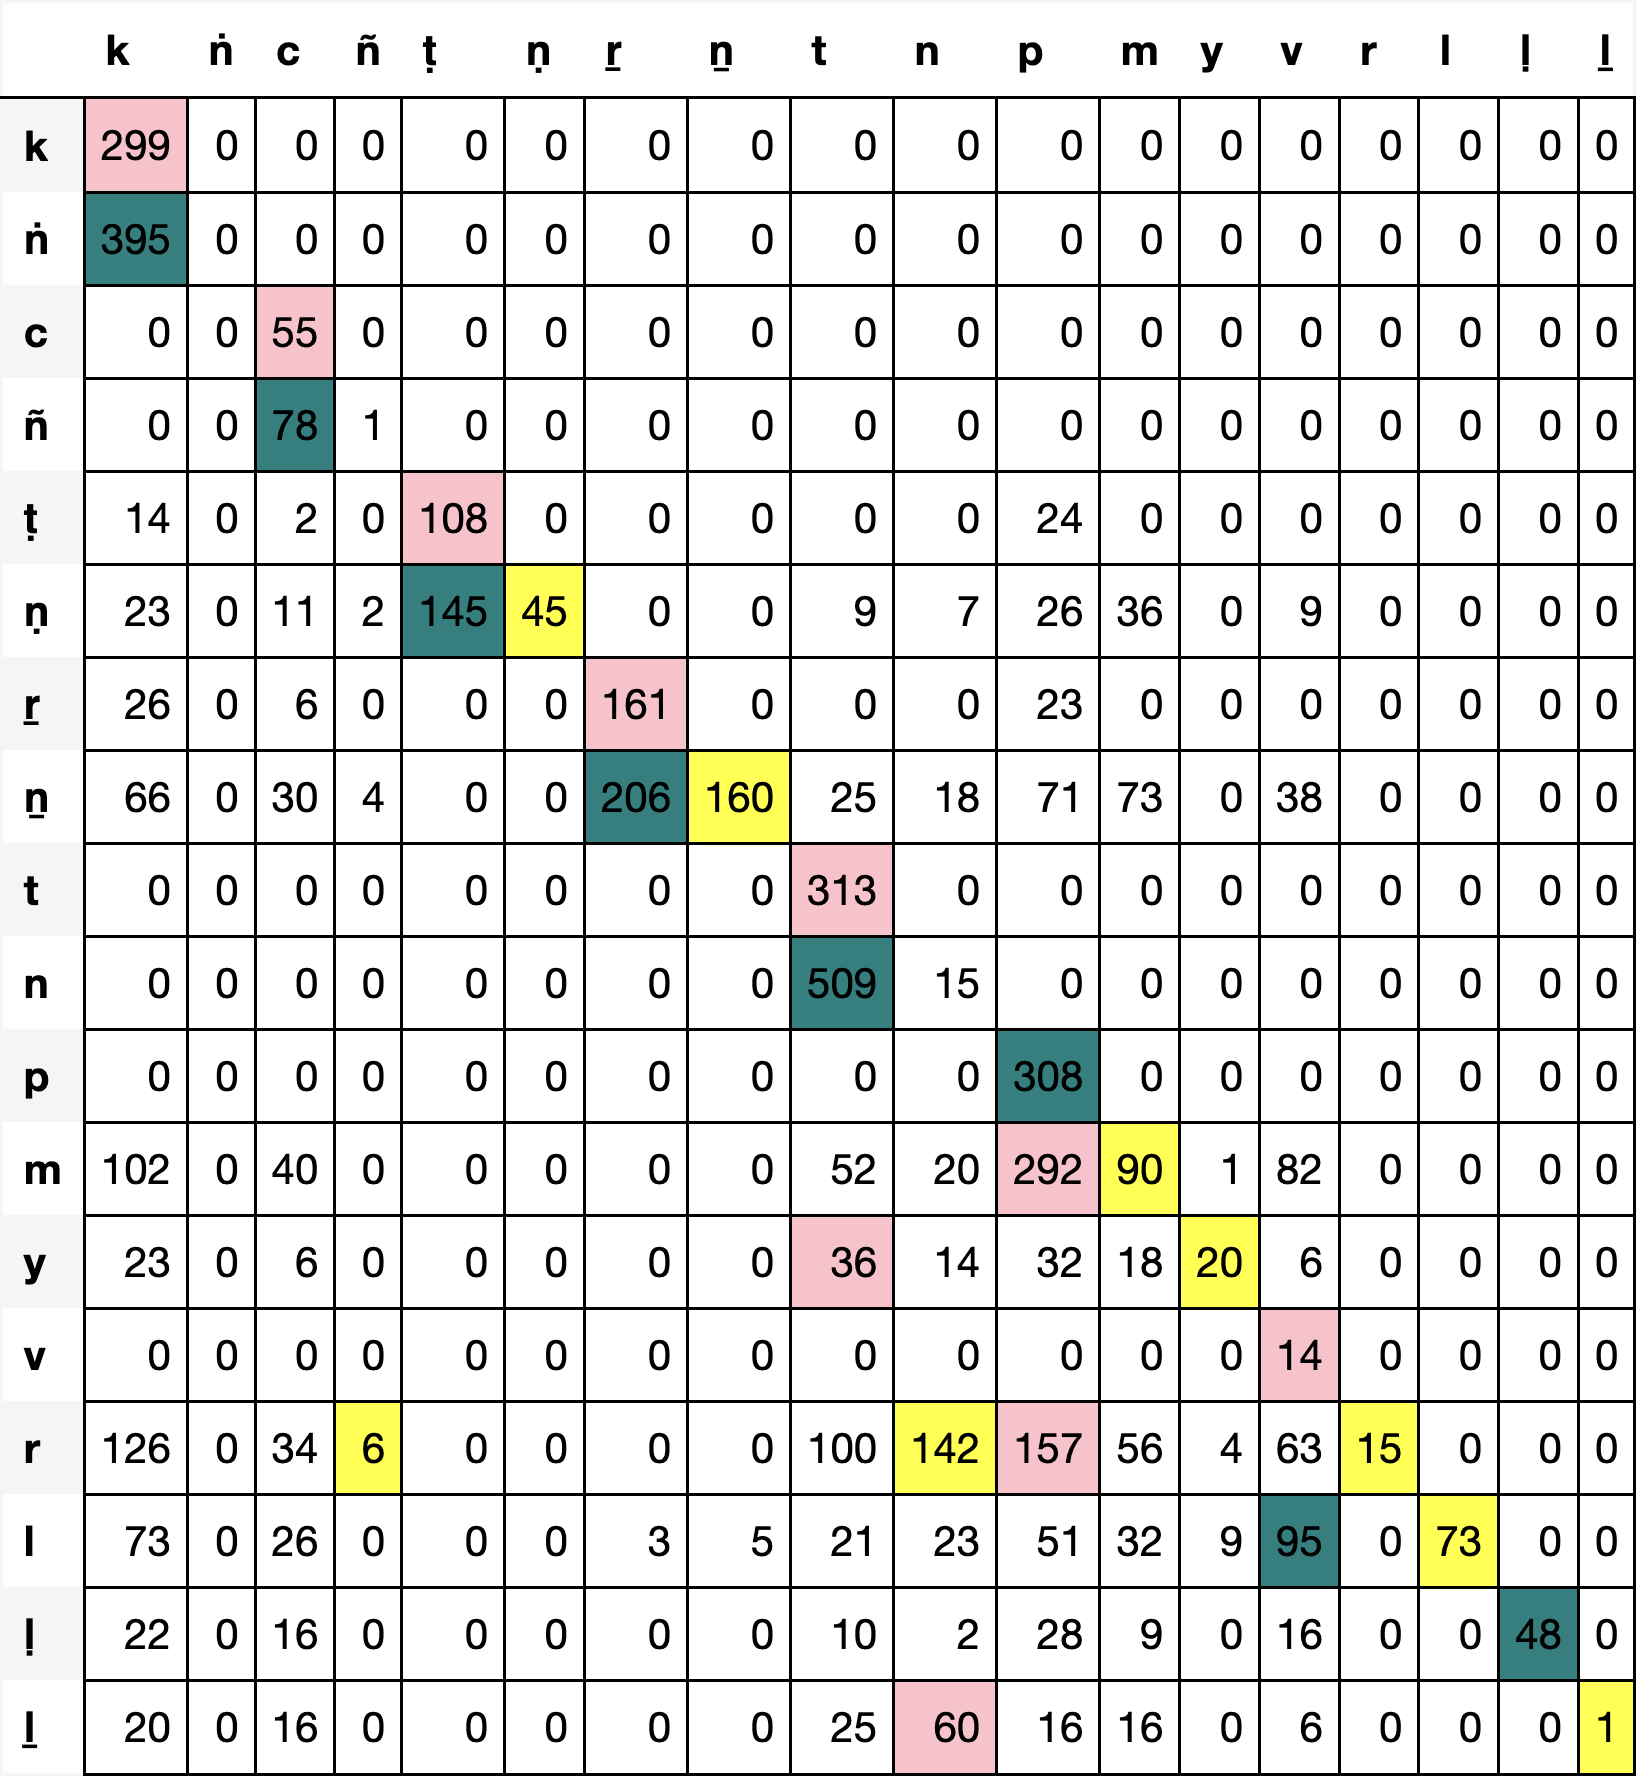 k ṅ c ñ ṭ ṇ ṟ ṉ t n p m y v r l ḷ ḻ
k 299 0 0 0 0 0 0 0 0 0 0 0 0 0 0 0 0 0
ṅ 395 0 0 0 0 0 0 0 0 0 0 0 0 0 0 0 0 0
c 0 0 55 0 0 0 0 0 0 0 0 0 0 0 0 0 0 0
ñ 0 0 78 1 0 0 0 0 0 0 0 0 0 0 0 0 0 0
ṭ 14 0 2 0 108 0 0 0 0 0 24 0 0 0 0 0 0 0
ṇ 23 0 11 2 145 45 0 0 9 7 26 36 0 9 0 0 0 0
ṟ 26 0 6 0 0 0 161 0 0 0 23 0 0 0 0 0 0 0
ṉ 66 0 30 4 0 0 206 160 25 18 71 73 0 38 0 0 0 0
t 0 0 0 0 0 0 0 0 313 0 0 0 0 0 0 0 0 0
n 0 0 0 0 0 0 0 0 509 15 0 0 0 0 0 0 0 0
p 0 0 0 0 0 0 0 0 0 0 308 0 0 0 0 0 0 0
m 102 0 40 0 0 0 0 0 52 20 292 90 1 82 0 0 0 0
y 23 0 6 0 0 0 0 0 36 14 32 18 20 6 0 0 0 0
v 0 0 0 0 0 0 0 0 0 0 0 0 0 14 0 0 0 0
r 126 0 34 6 0 0 0 0 100 142 157 56 4 63 15 0 0 0
l 73 0 26 0 0 0 3 5 21 23 51 32 9 95 0 73 0 0
ḷ 22 0 16 0 0 0 0 0 10 2 28 9 0 16 0 0 48 0
ḻ 20 0 16 0 0 0 0 0 25 60 16 16 0 6 0 0 0 1